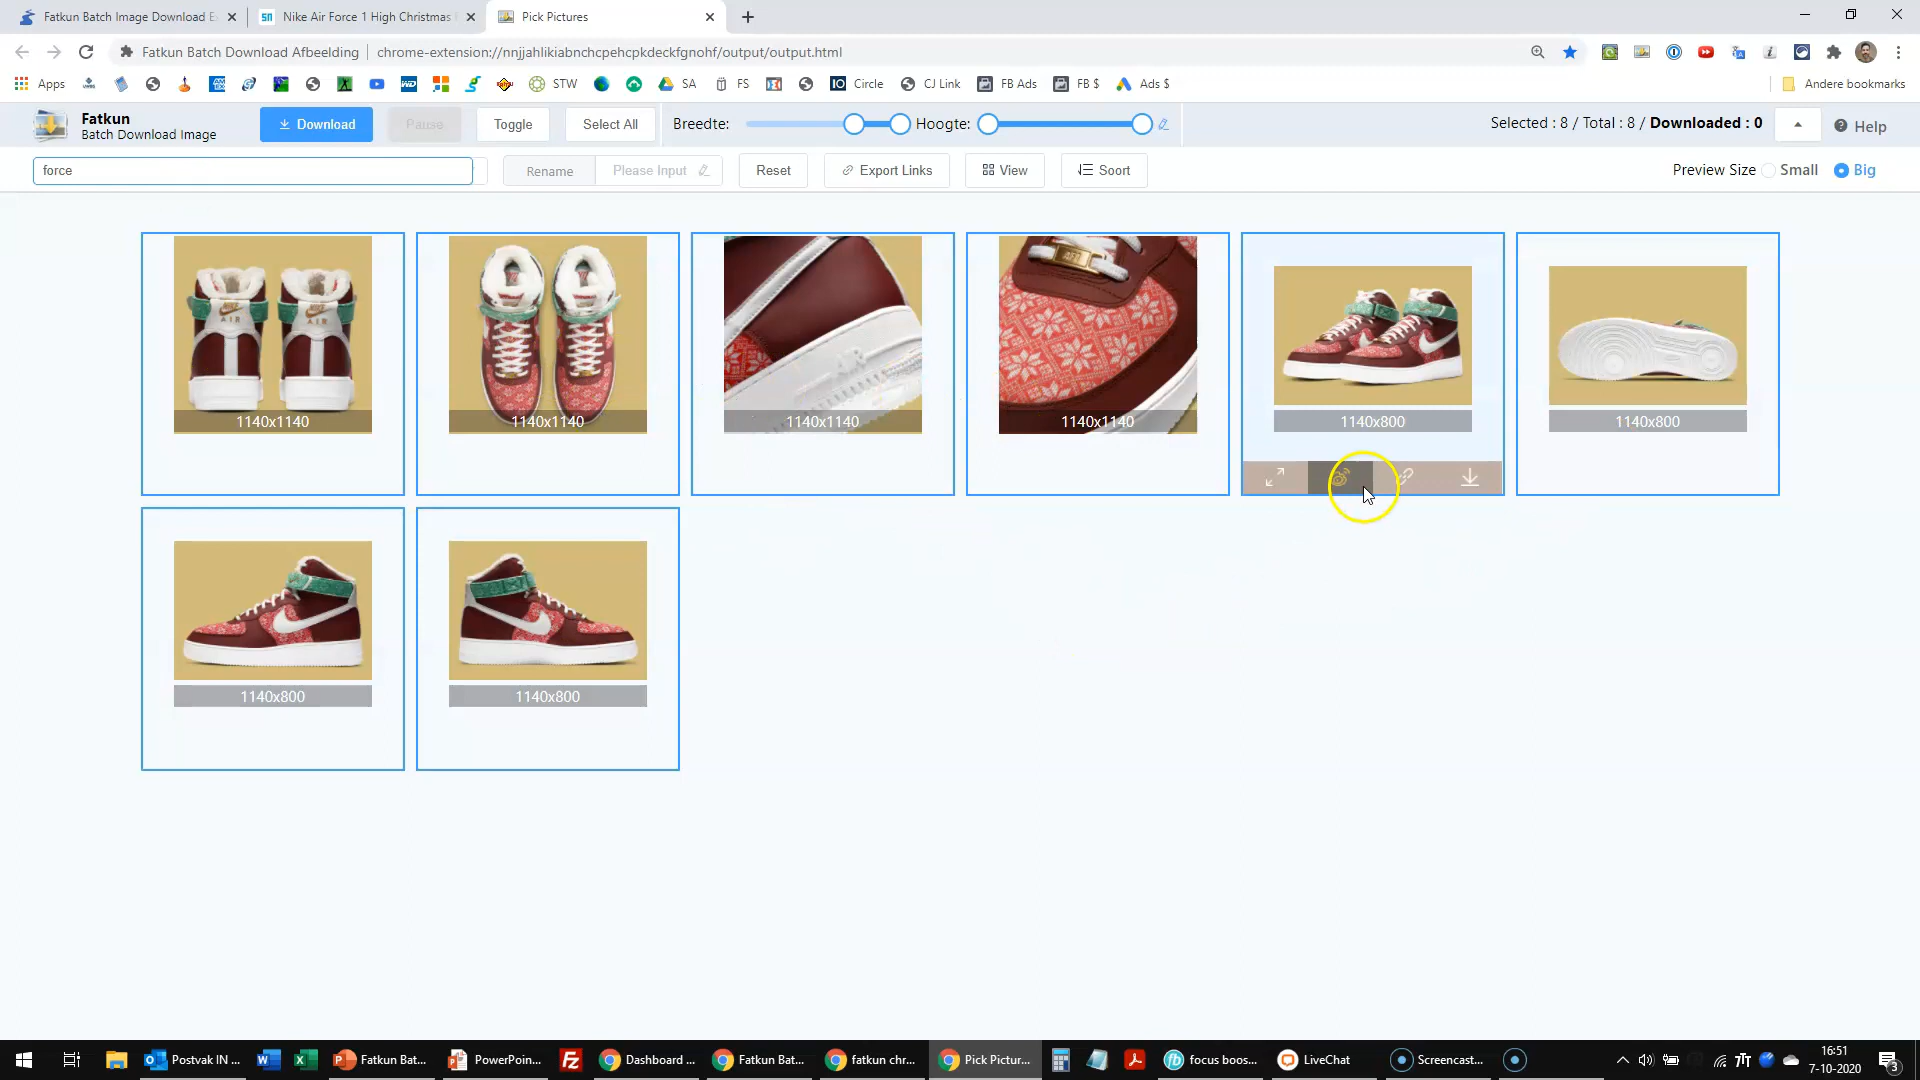 Fatkun Batch Image Download E
Nike Air Force 1 High Christmas
Pick Pictures
Fatkun Batch Download Afbeelding
chrome-extension://nnjjahlikiabnchcpehcpkdeckfgnohf/output/output.html
Apps
STW
SA
FS
IO Circle
CJ Link
FB Ads
FB $
Ads $
Andere bookmarks
Fatkun
Batch Download Image
Download
Pause
Toggle
Select All
Breedte:
Hoogte:
Selected : 8 / Total : 8 / Downloaded : 0
Help
force
Rename
Please Input
Reset
Export Links
View
Soort
Preview Size
Small
Big
1140x1140
1140x1140
1140x1140
1140x1140
1140x800
1140x800
1140x800
1140x800
Postvak IN ...
Fatkun Bat...
PowerPoin...
Dashboard ...
Fatkun Bat...
fatkun chr...
Pick Pictur...
focus boos...
LiveChat
Screencast...
16:51
7-10-2020
3